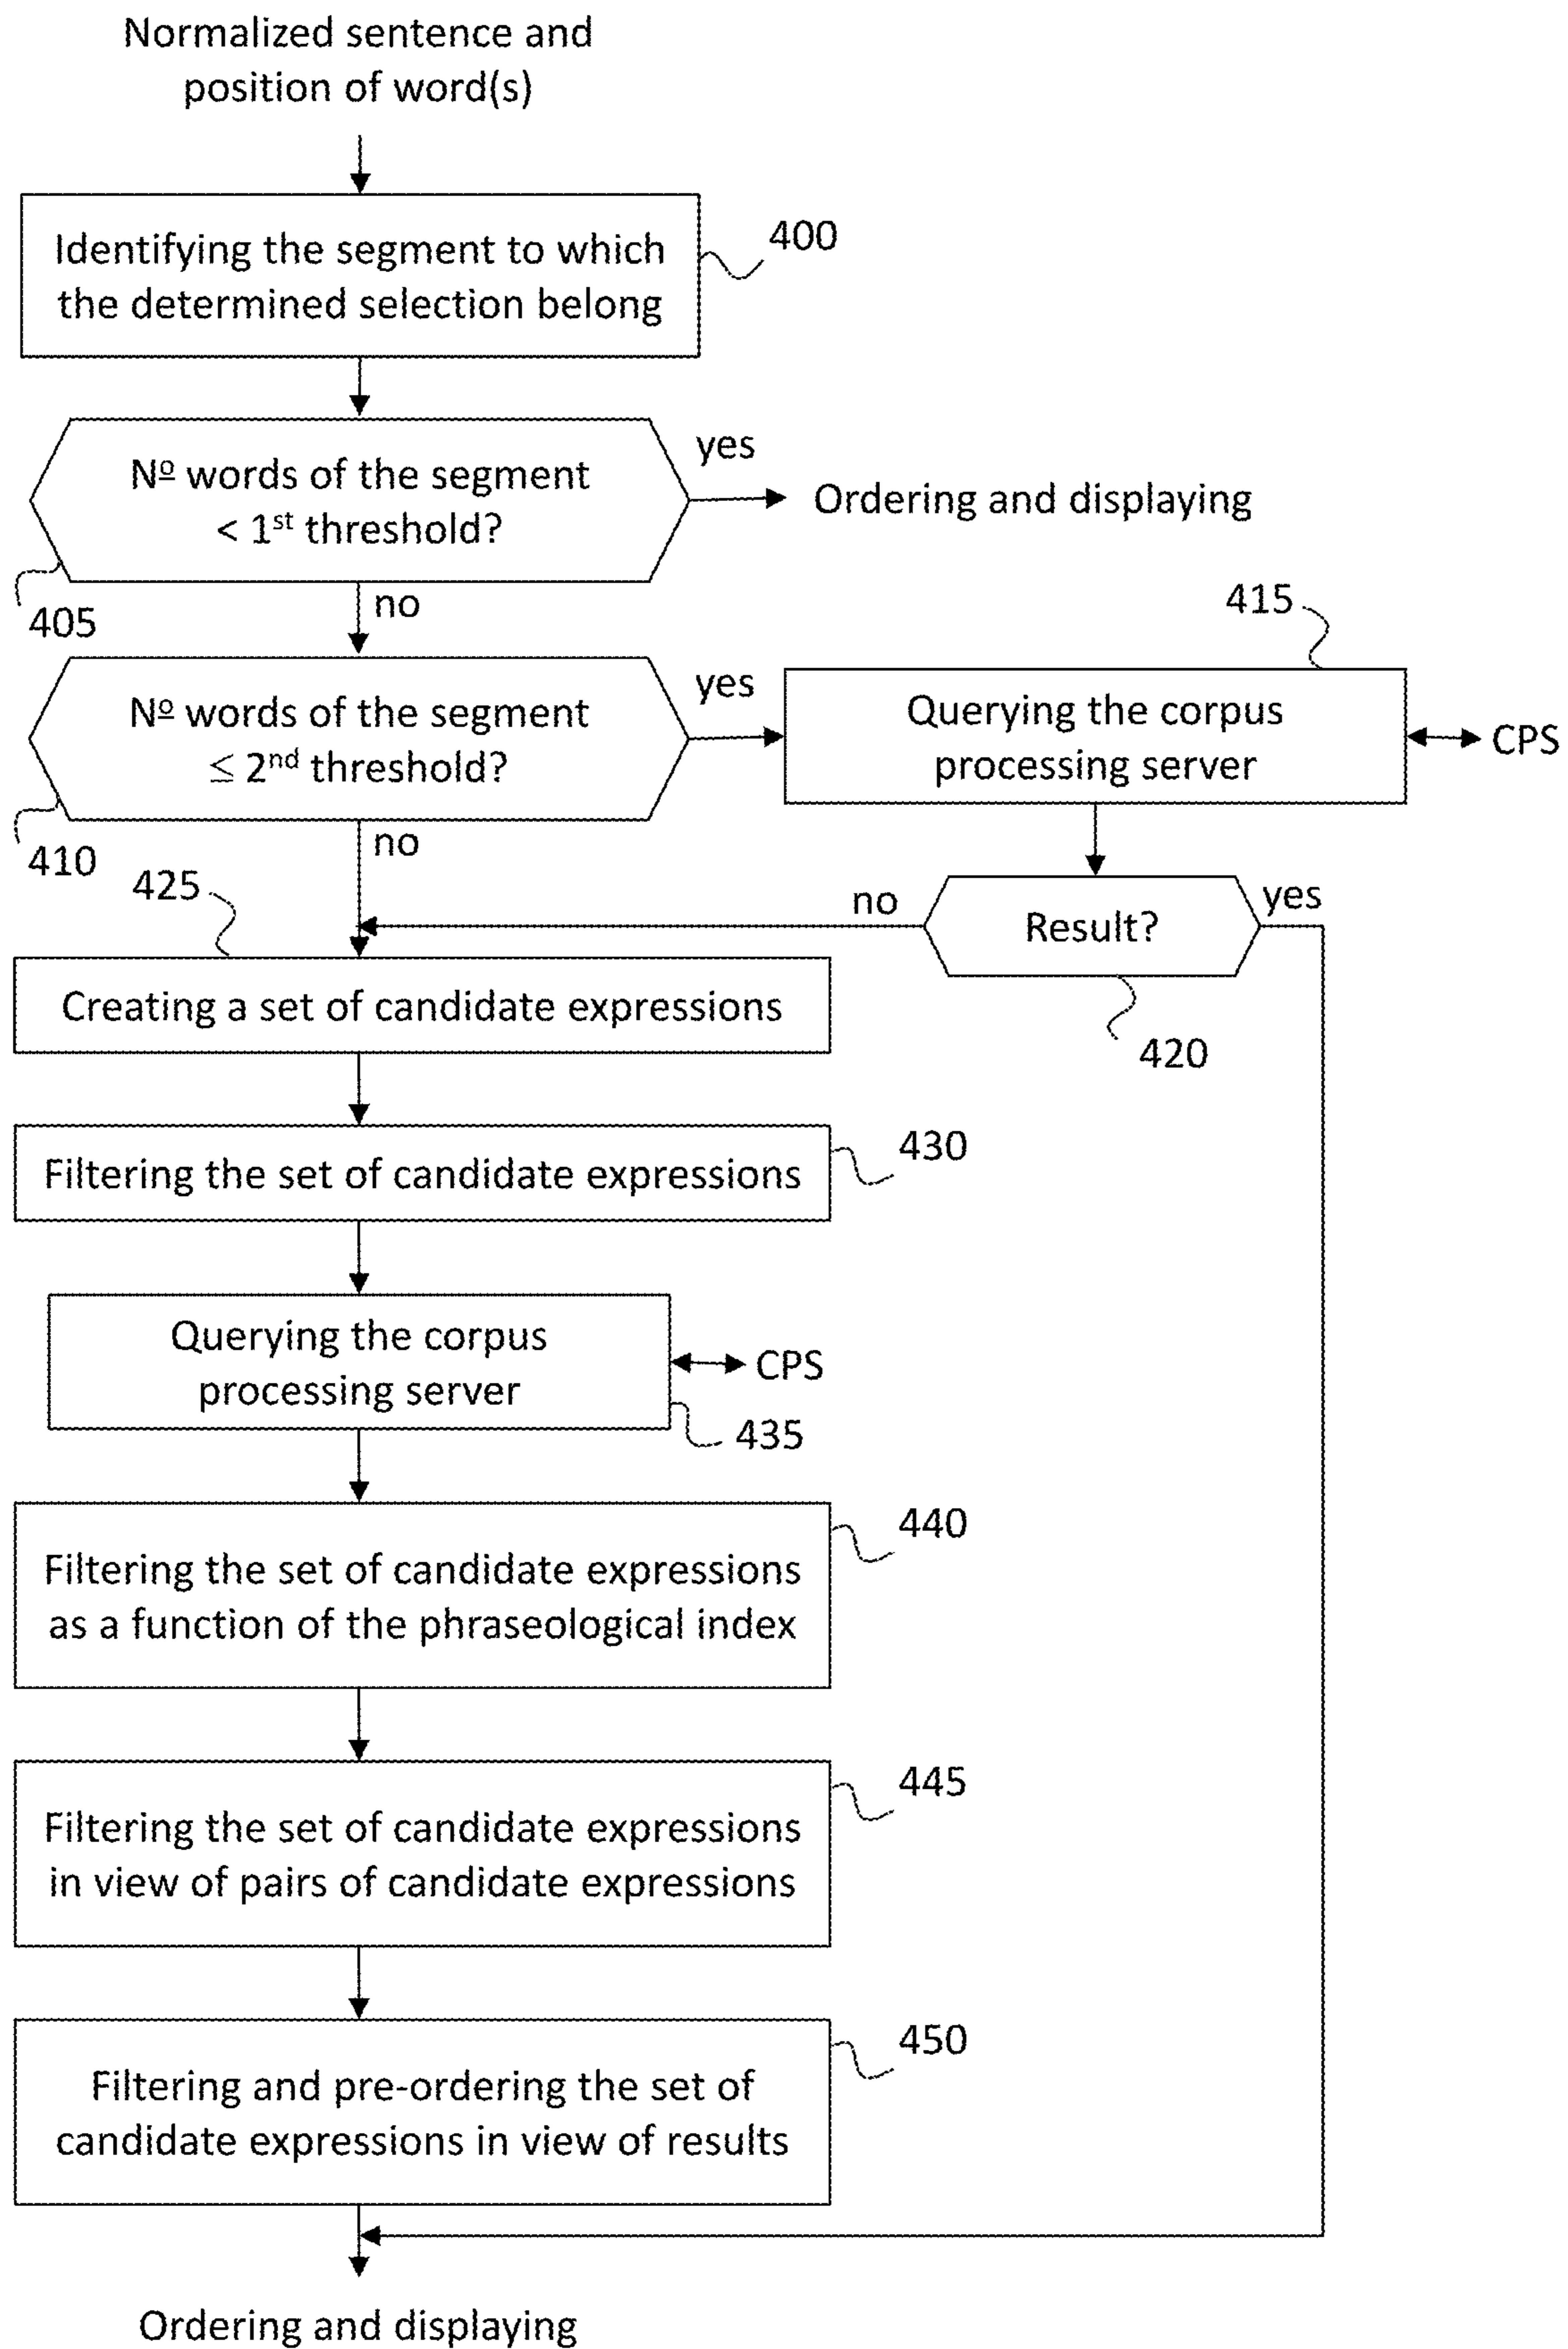 Normalized sentence and
position of word(s)
Identifying the segment to which
the determined selection belong
400
Nº words of the segment
< 1st threshold?
yes
Ordering and displaying
405
no
415
Nº words of the segment
≤ 2nd threshold?
yes
Querying the corpus
processing server
CPS
410
no
425
no
Result?
yes
420
Creating a set of candidate expressions
Filtering the set of candidate expressions
430
Querying the corpus
processing server
CPS
435
Filtering the set of candidate expressions
as a function of the phraseological index
440
Filtering the set of candidate expressions
in view of pairs of candidate expressions
445
Filtering and pre-ordering the set of
candidate expressions in view of results
450
Ordering and displaying